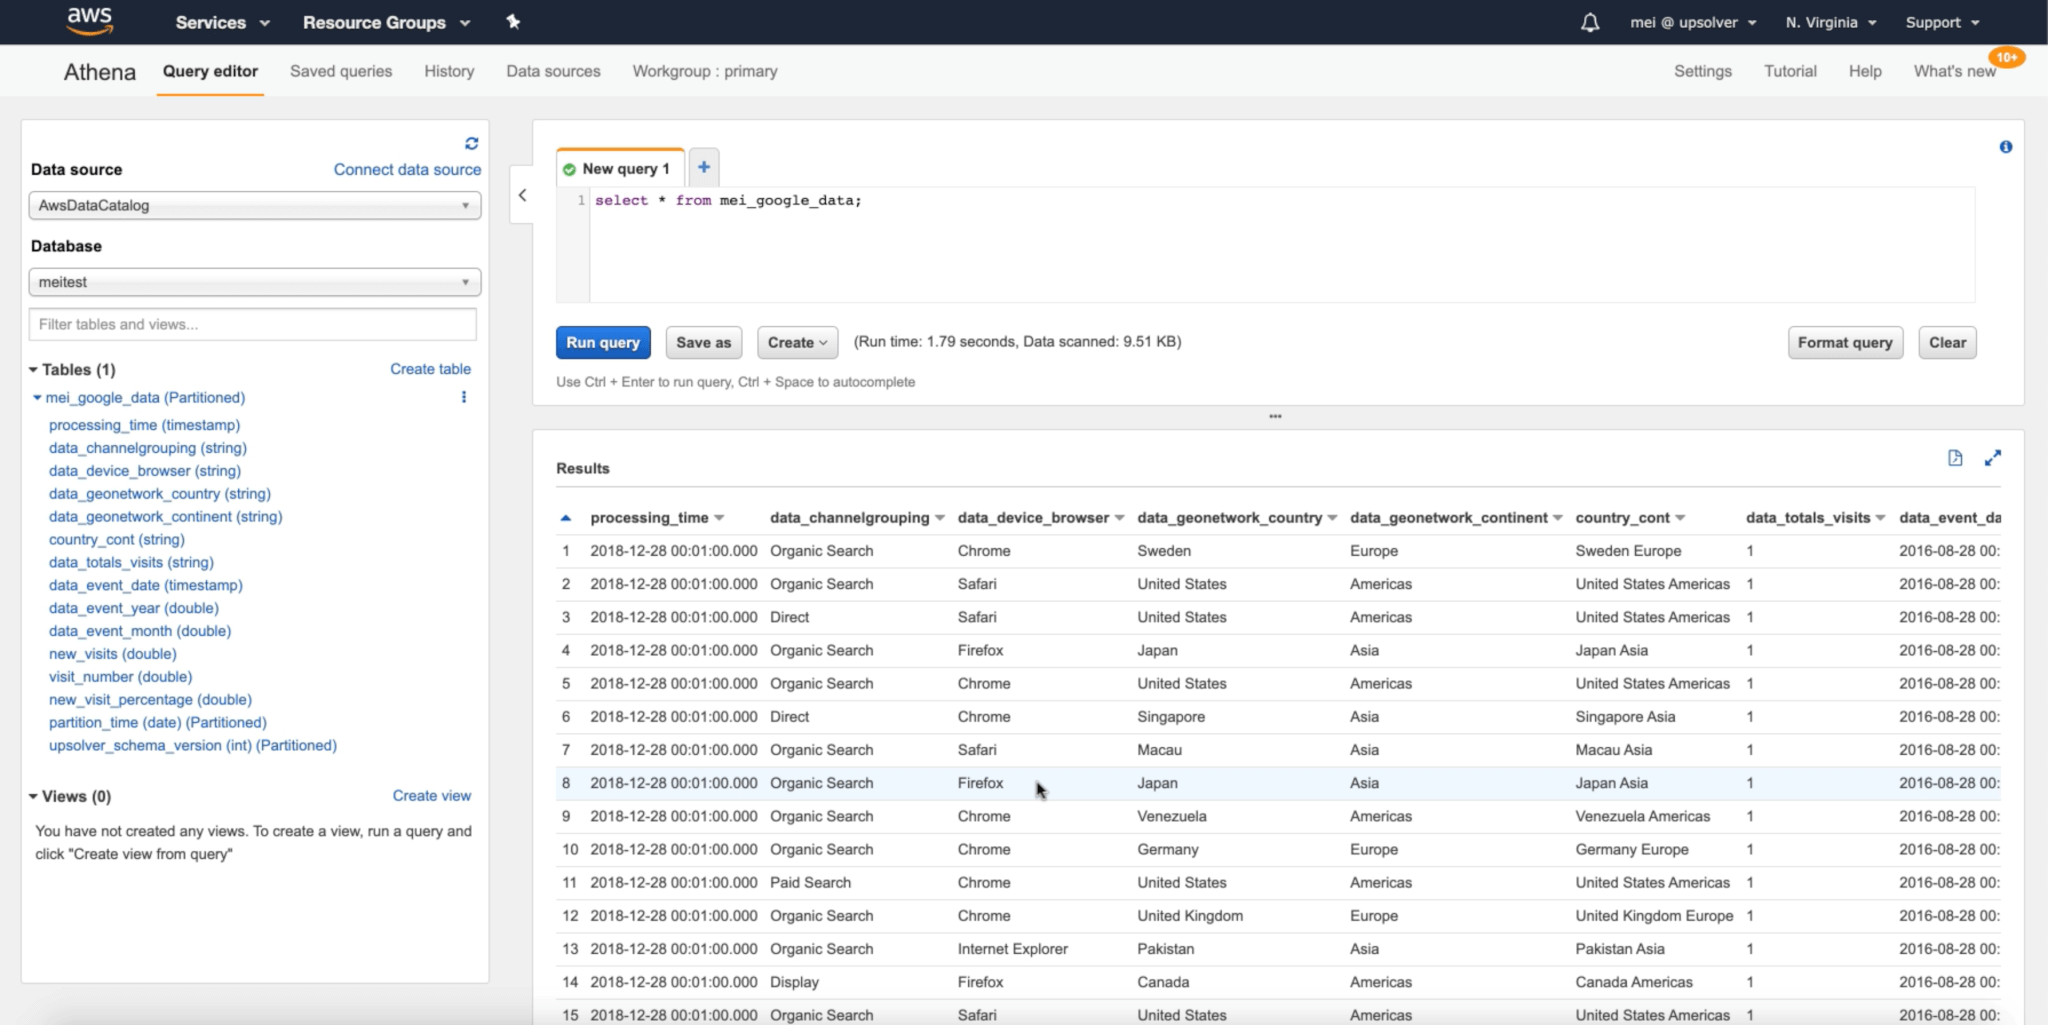 aws Services Resource Groups mei @ upsolver N. Virginia Support
Athena Query editor Saved queries History Data sources Workgroup : primary Settings Tutorial Help What's new 10+
Data source Connect data source
AwsDataCatalog
Database
meitest
Filter tables and views...
Tables (1) Create table
mei_google_data (Partitioned)
processing_time (timestamp)
data_channelgrouping (string)
data_device_browser (string)
data_geonetwork_country (string)
data_geonetwork_continent (string)
country_cont (string)
data_totals_visits (string)
data_event_date (timestamp)
data_event_year (double)
data_event_month (double)
new_visits (double)
visit_number (double)
new_visit_percentage (double)
partition_time (date) (Partitioned)
upsolver_schema_version (int) (Partitioned)
Views (0) Create view
You have not created any views. To create a view, run a query and
click "Create view from query"
New query 1 +
1 select * from mei_google_data;
Run query Save as Create (Run time: 1.79 seconds, Data scanned: 9.51 KB) Format query Clear
Use Ctrl + Enter to run query, Ctrl + Space to autocomplete
Results
processing_time data_channelgrouping data_device_browser data_geonetwork_country data_geonetwork_continent country_cont data_totals_visits data_event_da
1 2018-12-28 00:01:00.000 Organic Search Chrome Sweden Europe Sweden Europe 1 2016-08-28 00:
2 2018-12-28 00:01:00.000 Organic Search Safari United States Americas United States Americas 1 2016-08-28 00:
3 2018-12-28 00:01:00.000 Direct Safari United States Americas United States Americas 1 2016-08-28 00:
4 2018-12-28 00:01:00.000 Organic Search Firefox Japan Asia Japan Asia 1 2016-08-28 00:
5 2018-12-28 00:01:00.000 Organic Search Chrome United States Americas United States Americas 1 2016-08-28 00:
6 2018-12-28 00:01:00.000 Direct Chrome Singapore Asia Singapore Asia 1 2016-08-28 00:
7 2018-12-28 00:01:00.000 Organic Search Safari Macau Asia Macau Asia 1 2016-08-28 00:
8 2018-12-28 00:01:00.000 Organic Search Firefox Japan Asia Japan Asia 1 2016-08-28 00:
9 2018-12-28 00:01:00.000 Organic Search Chrome Venezuela Americas Venezuela Americas 1 2016-08-28 00:
10 2018-12-28 00:01:00.000 Organic Search Chrome Germany Europe Germany Europe 1 2016-08-28 00:
11 2018-12-28 00:01:00.000 Paid Search Chrome United States Americas United States Americas 1 2016-08-28 00:
12 2018-12-28 00:01:00.000 Organic Search Chrome United Kingdom Europe United Kingdom Europe 1 2016-08-28 00:
13 2018-12-28 00:01:00.000 Organic Search Internet Explorer Pakistan Asia Pakistan Asia 1 2016-08-28 00:
14 2018-12-28 00:01:00.000 Display Firefox Canada Americas Canada Americas 1 2016-08-28 00:
15 2018-12-28 00:01:00.000 Organic Search Safari United States Americas United States Americas 1 2016-08-28 00: